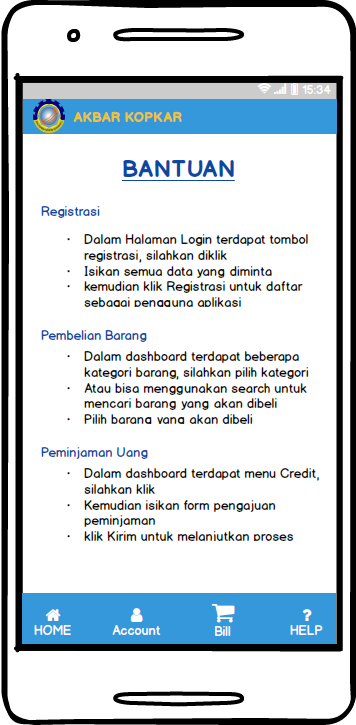 15:34
AKBAR KOPKAR
BANTUAN
Registrasi
· Dalam Halaman Login terdapat tombol
registrasi, silahkan diklik
· Isikan semua data yang diminta
· kemudian klik Registrasi untuk daftar
sebagai pengguna aplikasi
Pembelian Barang
· Dalam dashboard terdapat beberapa
kategori barang, silahkan pilih kategori
· Atau bisa menggunakan search untuk
mencari barang yang akan dibeli
· Pilih barang yang akan dibeli
Peminjaman Uang
· Dalam dashboard terdapat menu Credit,
silahkan klik
· Kemudian isikan form pengajuan
peminjaman
· klik Kirim untuk melanjutkan proses
HOME Account Bill HELP